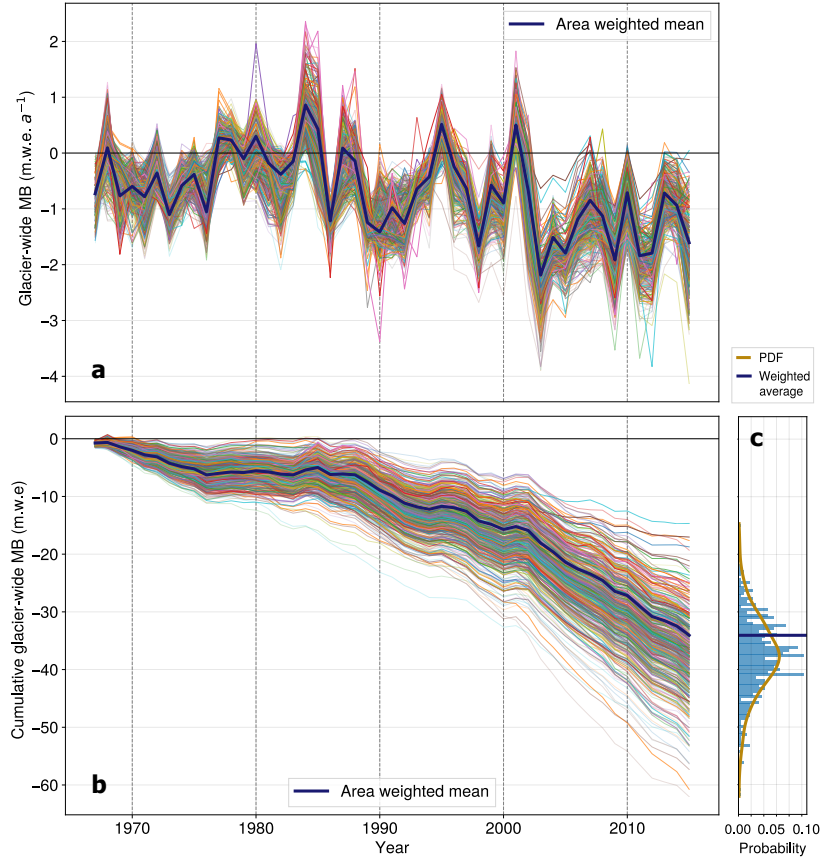 Area weighted mean
Glacier-wide MB (m.w.e. a⁻¹)
2
1
0
−1
−2
−3
−4
a
PDF
Weighted
average
Cumulative glacier-wide MB (m.w.e)
0
−10
−20
−30
−40
−50
−60
b
Area weighted mean
1970
1980
1990
2000
2010
Year
c
0.00 0.05 0.10
Probability